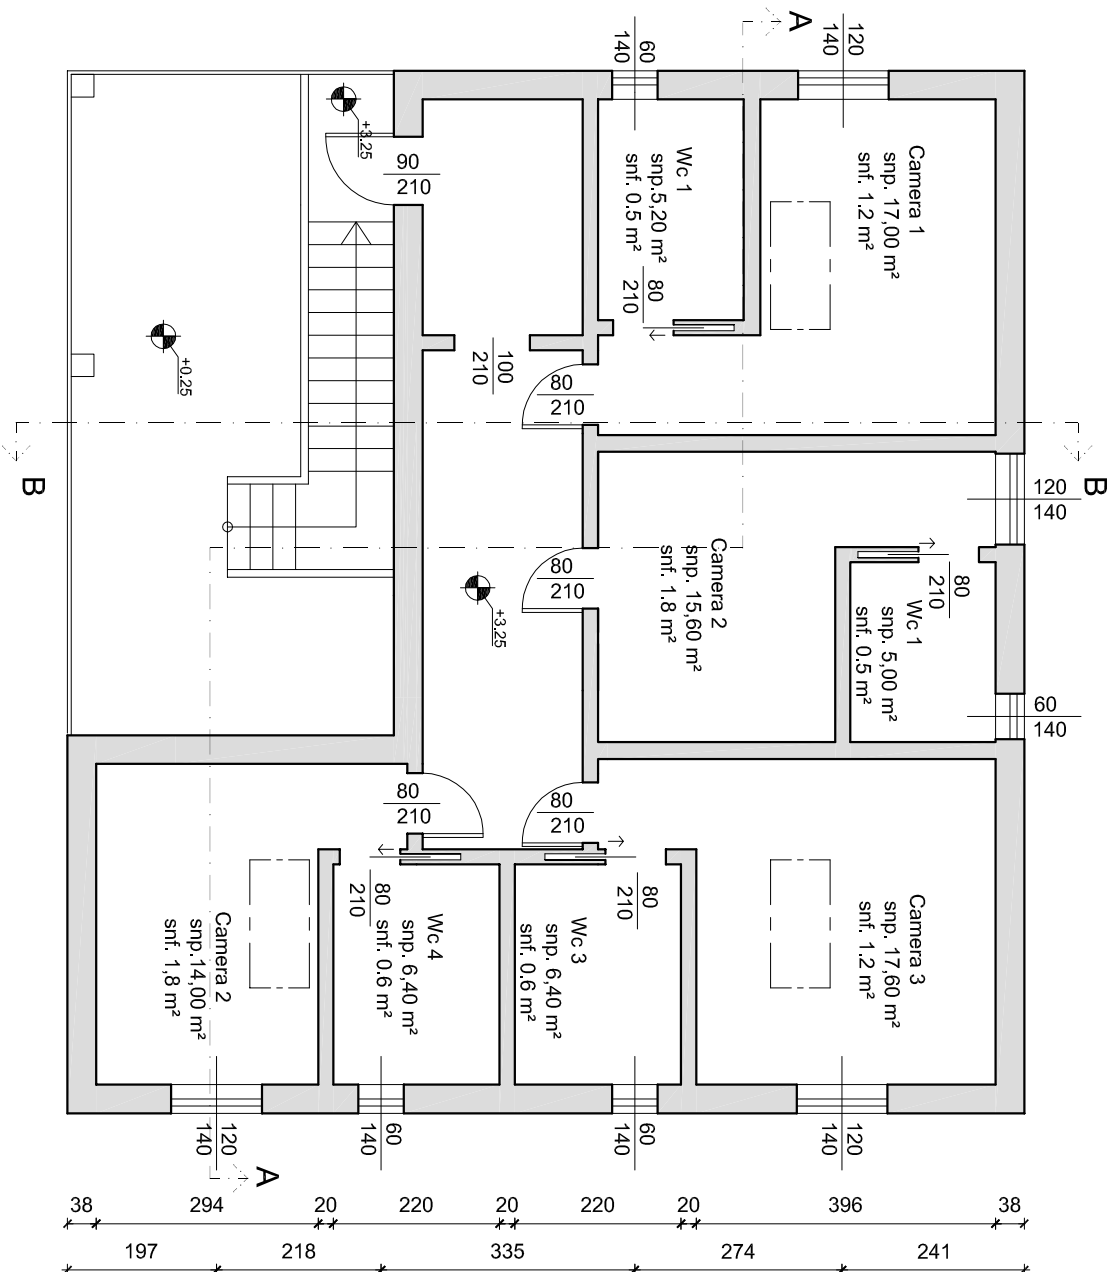 A
60
140
120
140
+3.25
90
210
Wc 1
snp.5,20 m²
snf. 0.5 m²
Camera 1
snp. 17,00 m²
snf. 1.2 m²
80
210
+0.25
100
210
80
210
B
B
120
140
Camera 2
snp. 15,60 m²
snf. 1.8 m²
80
210
80
210
Wc 1
snp. 5,00 m²
snf. 0.5 m²
+3.25
60
140
80
210
80
210
80
210
80
210
Camera 2
snp.14,00 m²
snf. 1,8 m²
Wc 4
snp. 6,40 m²
snf. 0.6 m²
Wc 3
snp. 6,40 m²
snf. 0.6 m²
Camera 3
snp. 17,60 m²
snf. 1.2 m²
120
140
60
140
60
140
120
140
A
38 294 20 220 20 220 20 396 38
197 218 335 274 241